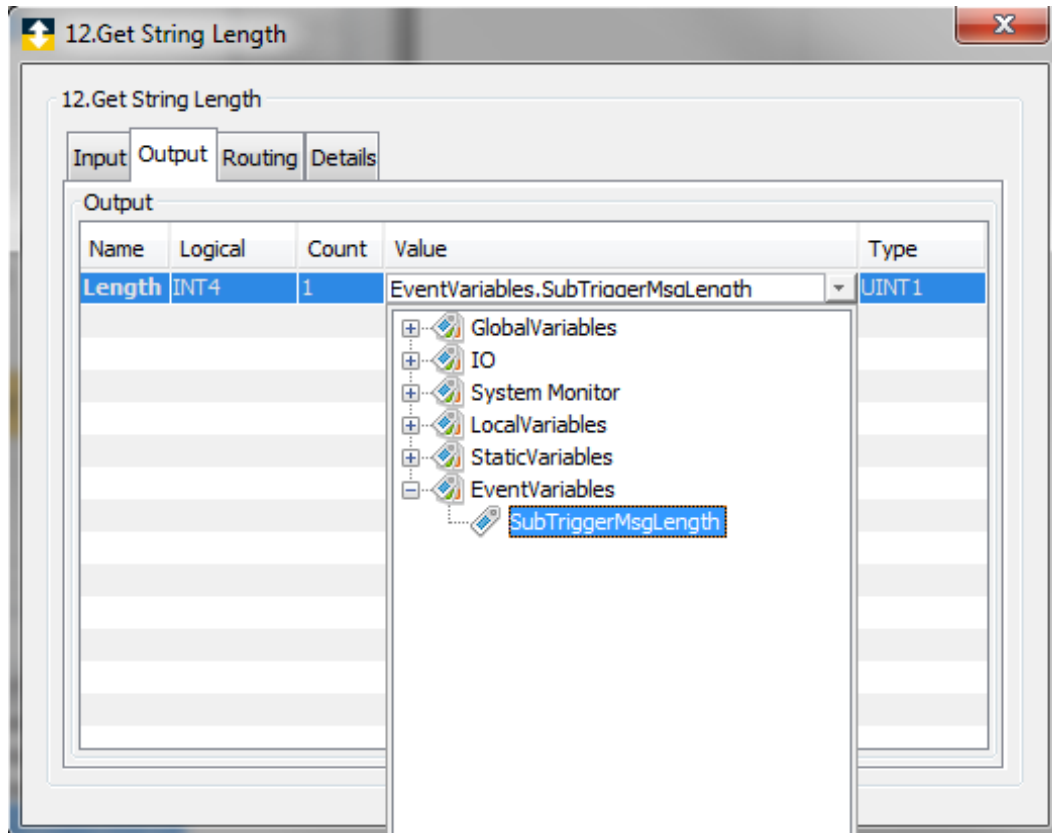 12.Get String Length
12.Get String Length
Input Output Routing Details
Output
Name Logical Count Value Type
Length INT4 1 EventVariables.SubTriggerMsgLength UINT1
GlobalVariables
IO
System Monitor
LocalVariables
StaticVariables
EventVariables
SubTriggerMsgLength